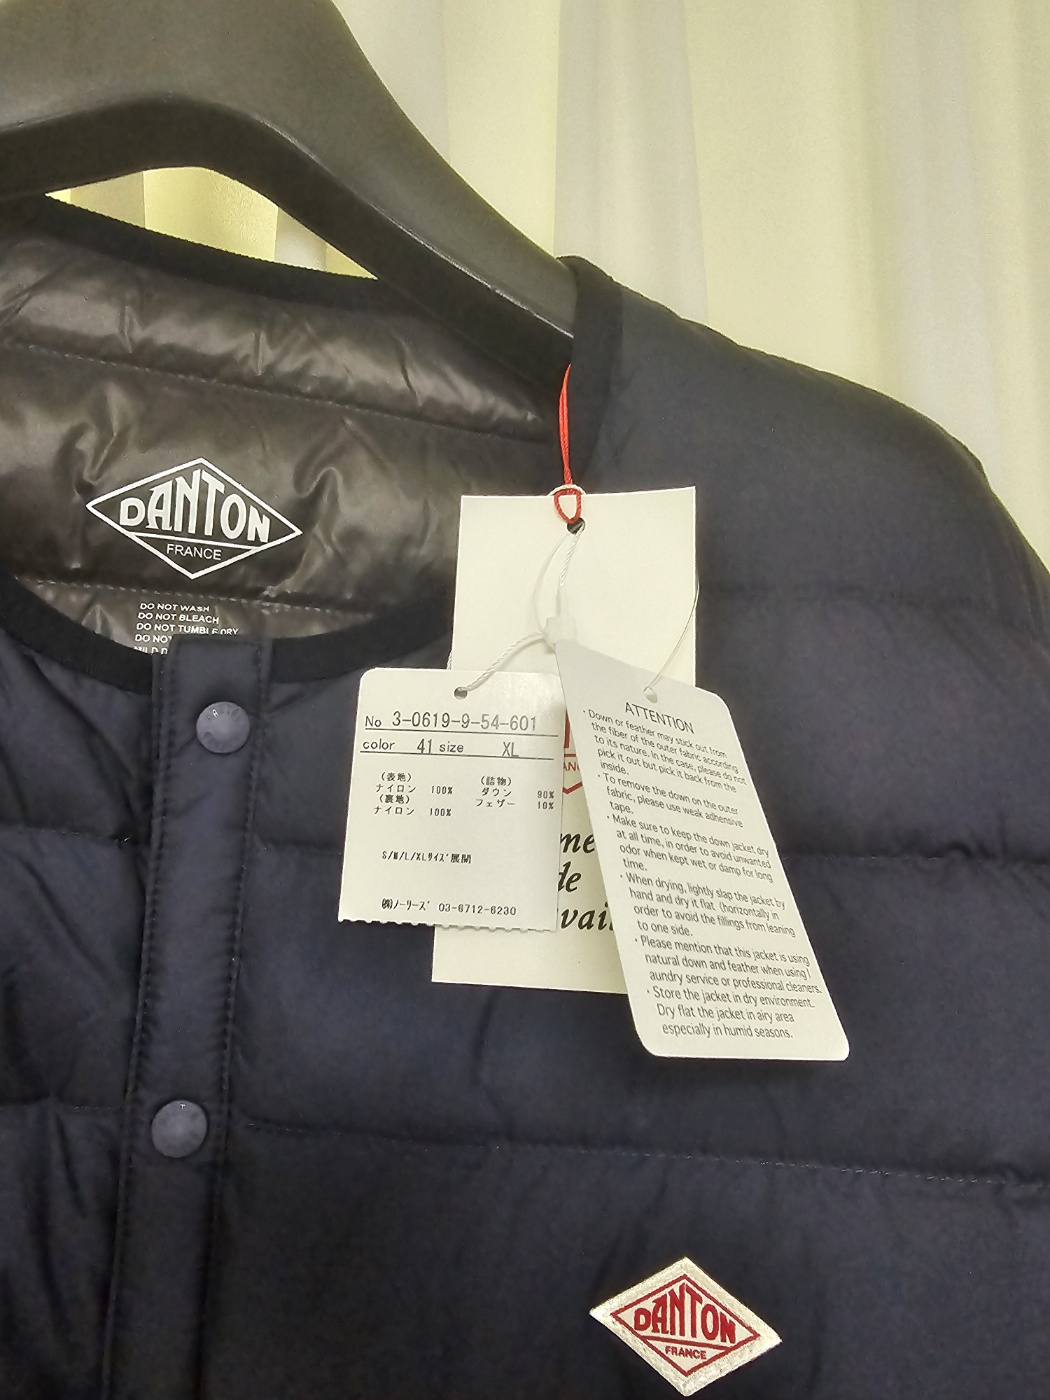 DANTON
FRANCE
DO NOT WASH
DO NOT BLEACH
DO NOT TUMBLE DRY
DO NOT
No 3-0619-9-54-601
color 41 size XL
(表地)
ナイロン 100%
(裏地)
ナイロン 100%
(詰物)
ダウン 90%
フェザー 10%
S/M/L/XLサイズ展開
㈱ノーリーズ 03-6712-6230
me
de
vai
ATTENTION
・Down or feather may stick out from
the fiber of the outer fabric according
to its nature. In the case, please do not
pick it out but pick it back from the
inside.
・To remove the down on the outer
fabric, please use weak adhesive
tape.
・Make sure to keep the down jacket dry
at all time, in order to avoid unwanted
odor when kept wet or damp for long
time.
・When drying, lightly slap the jacket by
hand and dry it flat. (horizontally in
order to avoid the fillings from leaning
to one side.
・Please mention that this jacket is using
natural down and feather when using l
aundry service or professional cleaners.
・Store the jacket in dry environment.
Dry flat the jacket in airy area
especially in humid seasons.
DANTON
FRANCE